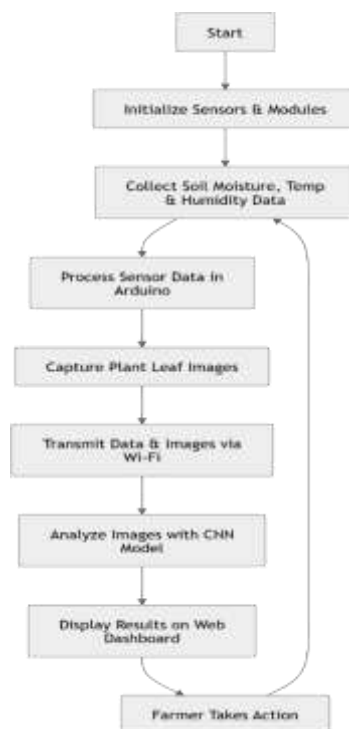 Start
Initialize Sensors & Modules
Collect Soil Moisture, Temp
& Humidity Data
Process Sensor Data in
Arduino
Capture Plant Leaf Images
Transmit Data & Images via
Wi-Fi
Analyze Images with CNN
Model
Display Results on Web
Dashboard
Farmer Takes Action